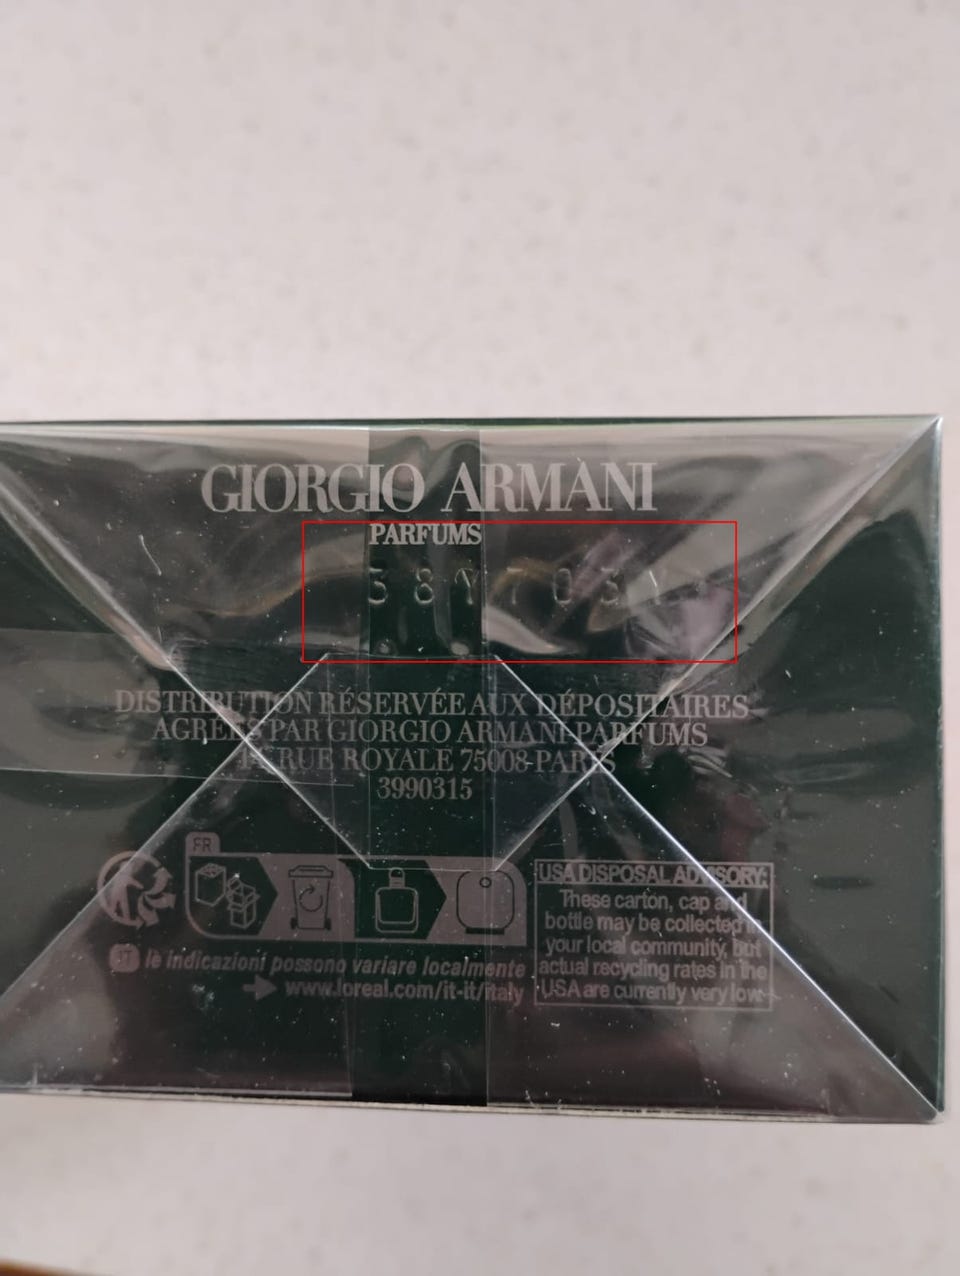 GIORGIO ARMANI
PARFUMS
DISTRIBUTION RÉSERVÉE AUX DÉPOSITAIRES
AGRÉÉS PAR GIORGIO ARMANI PARFUMS
14 RUE ROYALE 75008-PARIS
3990315
FR
IT le indicazioni possono variare localmente
www.loreal.com/it-it/italy
USA DISPOSAL ADVISORY:
These carton, cap and
bottle may be collected in
your local community, but
actual recycling rates in the
USA are currently very low